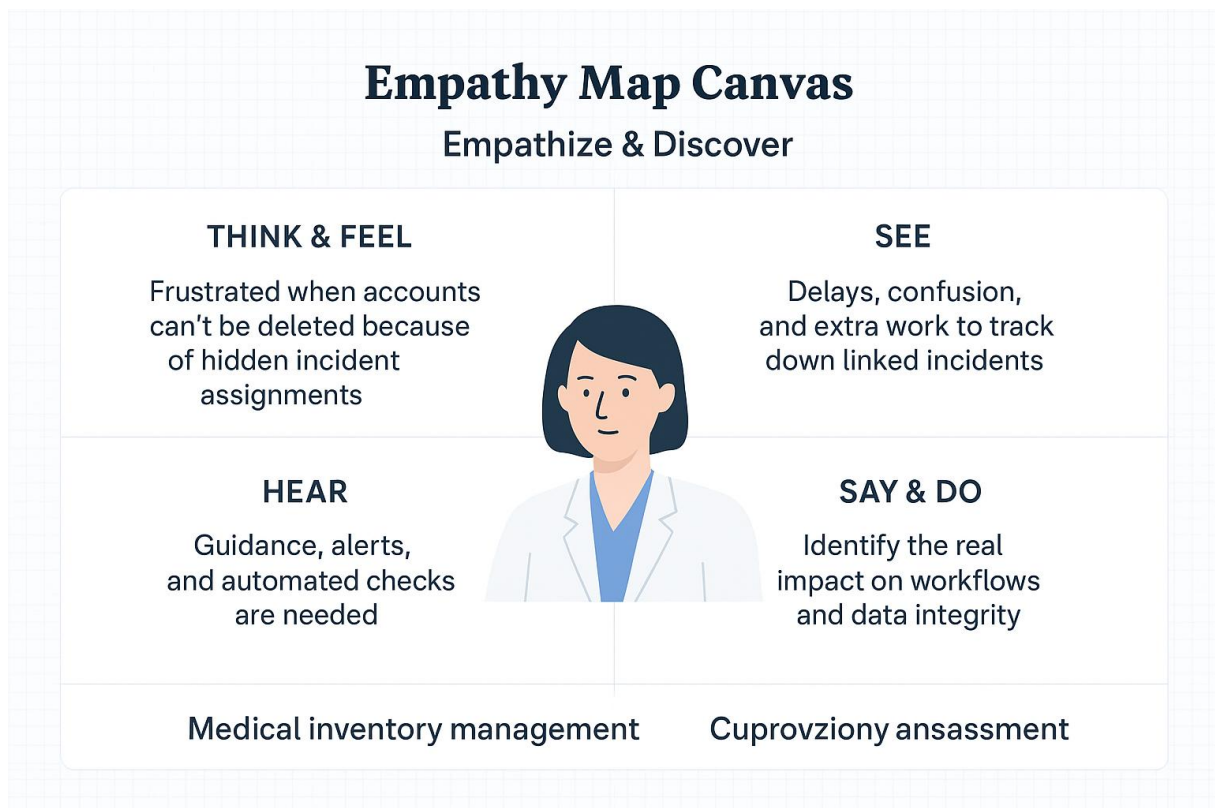 Empathy Map Canvas
Empathize & Discover
THINK & FEEL
Frustrated when accounts
can't be deleted because
of hidden incident
assignments
SEE
Delays, confusion,
and extra work to track
down linked incidents
HEAR
Guidance, alerts,
and automated checks
are needed
SAY & DO
Identify the real
impact on workflows
and data integrity
Medical inventory management
Cuprovziony ansassment